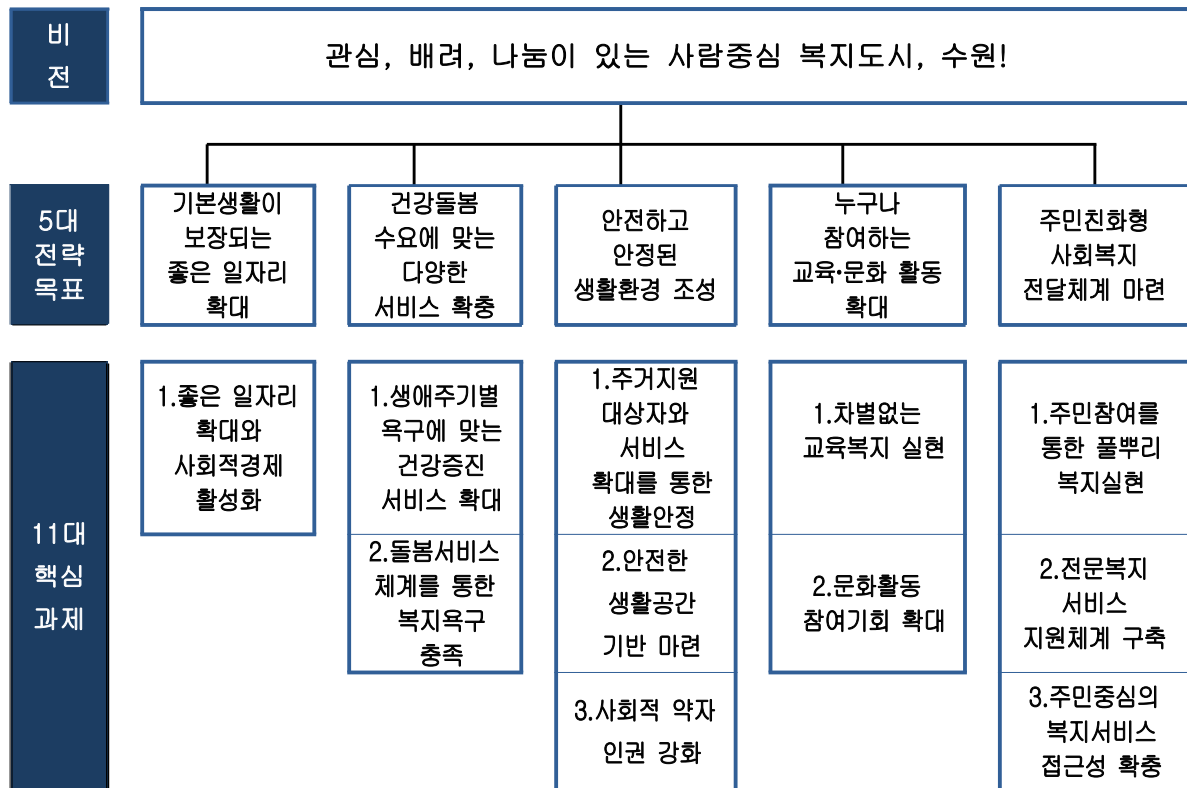 비
전
관심, 배려, 나눔이 있는 사람중심 복지도시, 수원!
5대
전략
목표
기본생활이
보장되는
좋은 일자리
확대
건강돌봄
수요에 맞는
다양한
서비스 확충
안전하고
안정된
생활환경 조성
누구나
참여하는
교육·문화 활동
확대
주민친화형
사회복지
전달체계 마련
11대
핵심
과제
1.좋은 일자리
확대와
사회적경제
활성화
1.생애주기별
욕구에 맞는
건강증진
서비스 확대
2.돌봄서비스
체계를 통한
복지욕구
충족
1.주거지원
대상자와
서비스
확대를 통한
생활안정
2.안전한
생활공간
기반 마련
3.사회적 약자
인권 강화
1.차별없는
교육복지 실현
2.문화활동
참여기회 확대
1.주민참여를
통한 풀뿌리
복지실현
2.전문복지
서비스
지원체계 구축
3.주민중심의
복지서비스
접근성 확충